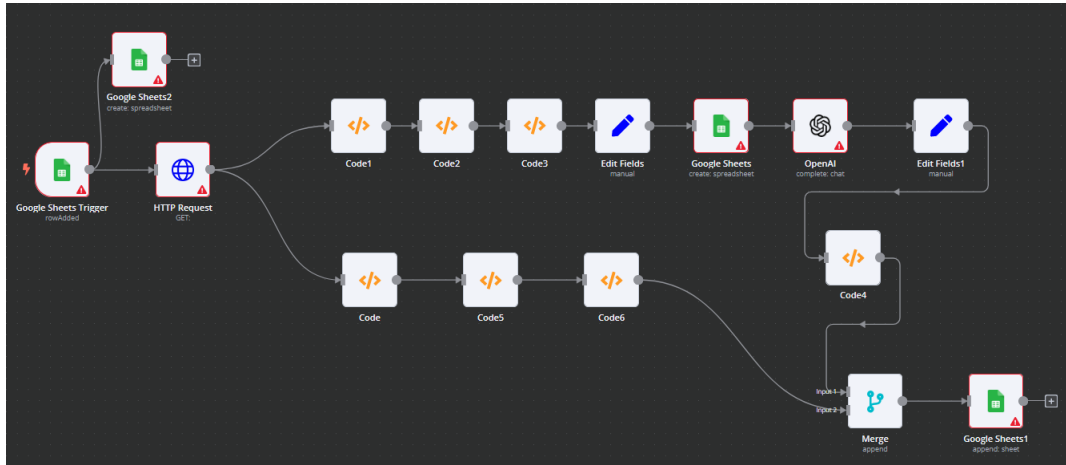 Google Sheets2
create: spreadsheet
Google Sheets Trigger
rowAdded
HTTP Request
GET:
Code1
Code2
Code3
Edit Fields
manual
Google Sheets
create: spreadsheet
OpenAI
complete: chat
Edit Fields1
manual
Code4
Code
Code5
Code6
Input 1
Input 2
Merge
append
Google Sheets1
append: sheet